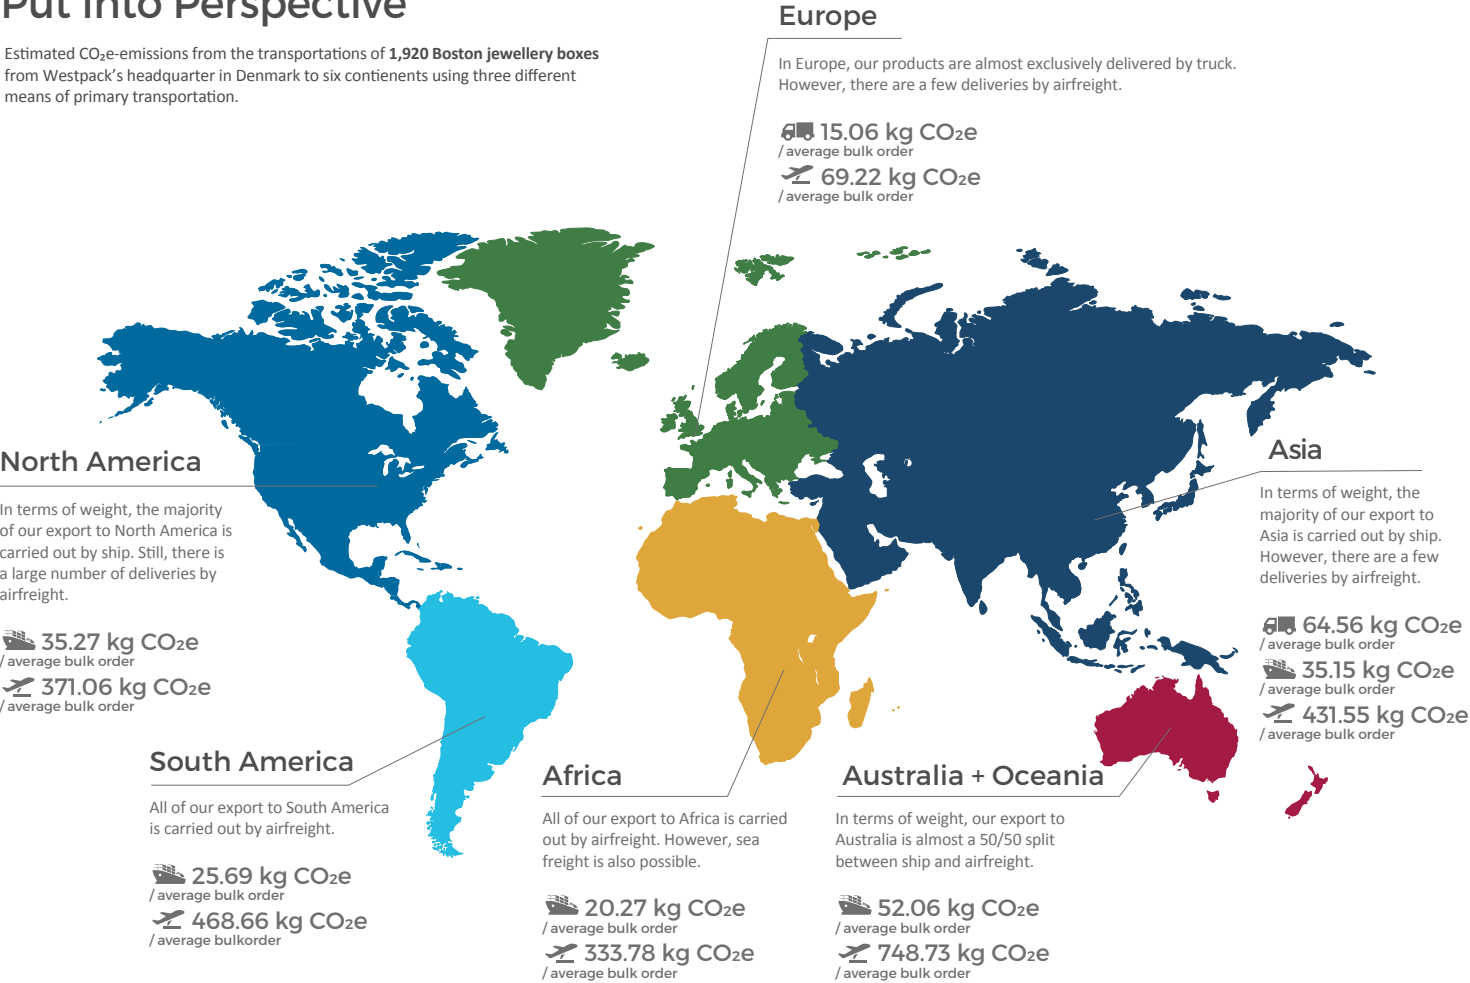 Put Into Perspective
Estimated CO₂e-emissions from the transportations of 1,920 Boston jewellery boxes
from Westpack's headquarter in Denmark to six contienents using three different
means of primary transportation.
Europe
In Europe, our products are almost exclusively delivered by truck.
However, there are a few deliveries by airfreight.
15.06 kg CO₂e
/ average bulk order
69.22 kg CO₂e
/ average bulk order
North America
In terms of weight, the majority
of our export to North America is
carried out by ship. Still, there is
a large number of deliveries by
airfreight.
35.27 kg CO₂e
/ average bulk order
371.06 kg CO₂e
/ average bulk order
Asia
In terms of weight, the
majority of our export to
Asia is carried out by ship.
However, there are a few
deliveries by airfreight.
64.56 kg CO₂e
/ average bulk order
35.15 kg CO₂e
/ average bulk order
431.55 kg CO₂e
/ average bulk order
South America
All of our export to South America
is carried out by airfreight.
25.69 kg CO₂e
/ average bulk order
468.66 kg CO₂e
/ average bulkorder
Africa
All of our export to Africa is carried
out by airfreight. However, sea
freight is also possible.
20.27 kg CO₂e
/ average bulk order
333.78 kg CO₂e
/ average bulk order
Australia + Oceania
In terms of weight, our export to
Australia is almost a 50/50 split
between ship and airfreight.
52.06 kg CO₂e
/ average bulk order
748.73 kg CO₂e
/ average bulk order